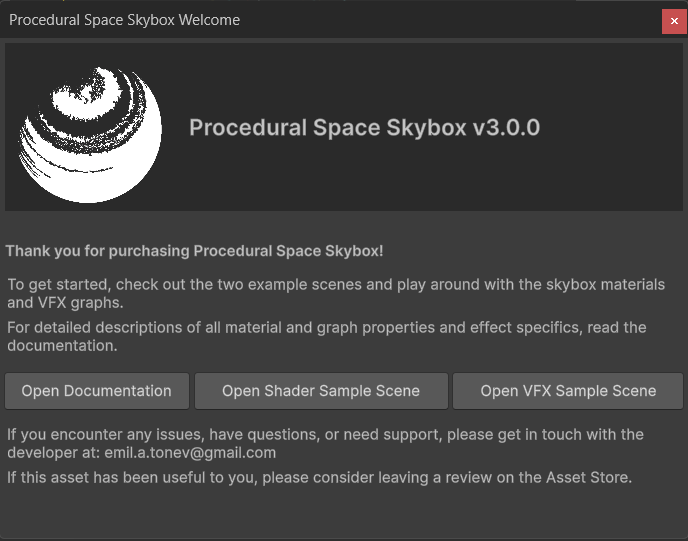 Procedural Space Skybox Welcome
Procedural Space Skybox v3.0.0
Thank you for purchasing Procedural Space Skybox!
To get started, check out the two example scenes and play around with the skybox materials
and VFX graphs.
For detailed descriptions of all material and graph properties and effect specifics, read the
documentation.
Open Documentation
Open Shader Sample Scene
Open VFX Sample Scene
If you encounter any issues, have questions, or need support, please get in touch with the
developer at: emil.a.tonev@gmail.com
If this asset has been useful to you, please consider leaving a review on the Asset Store.